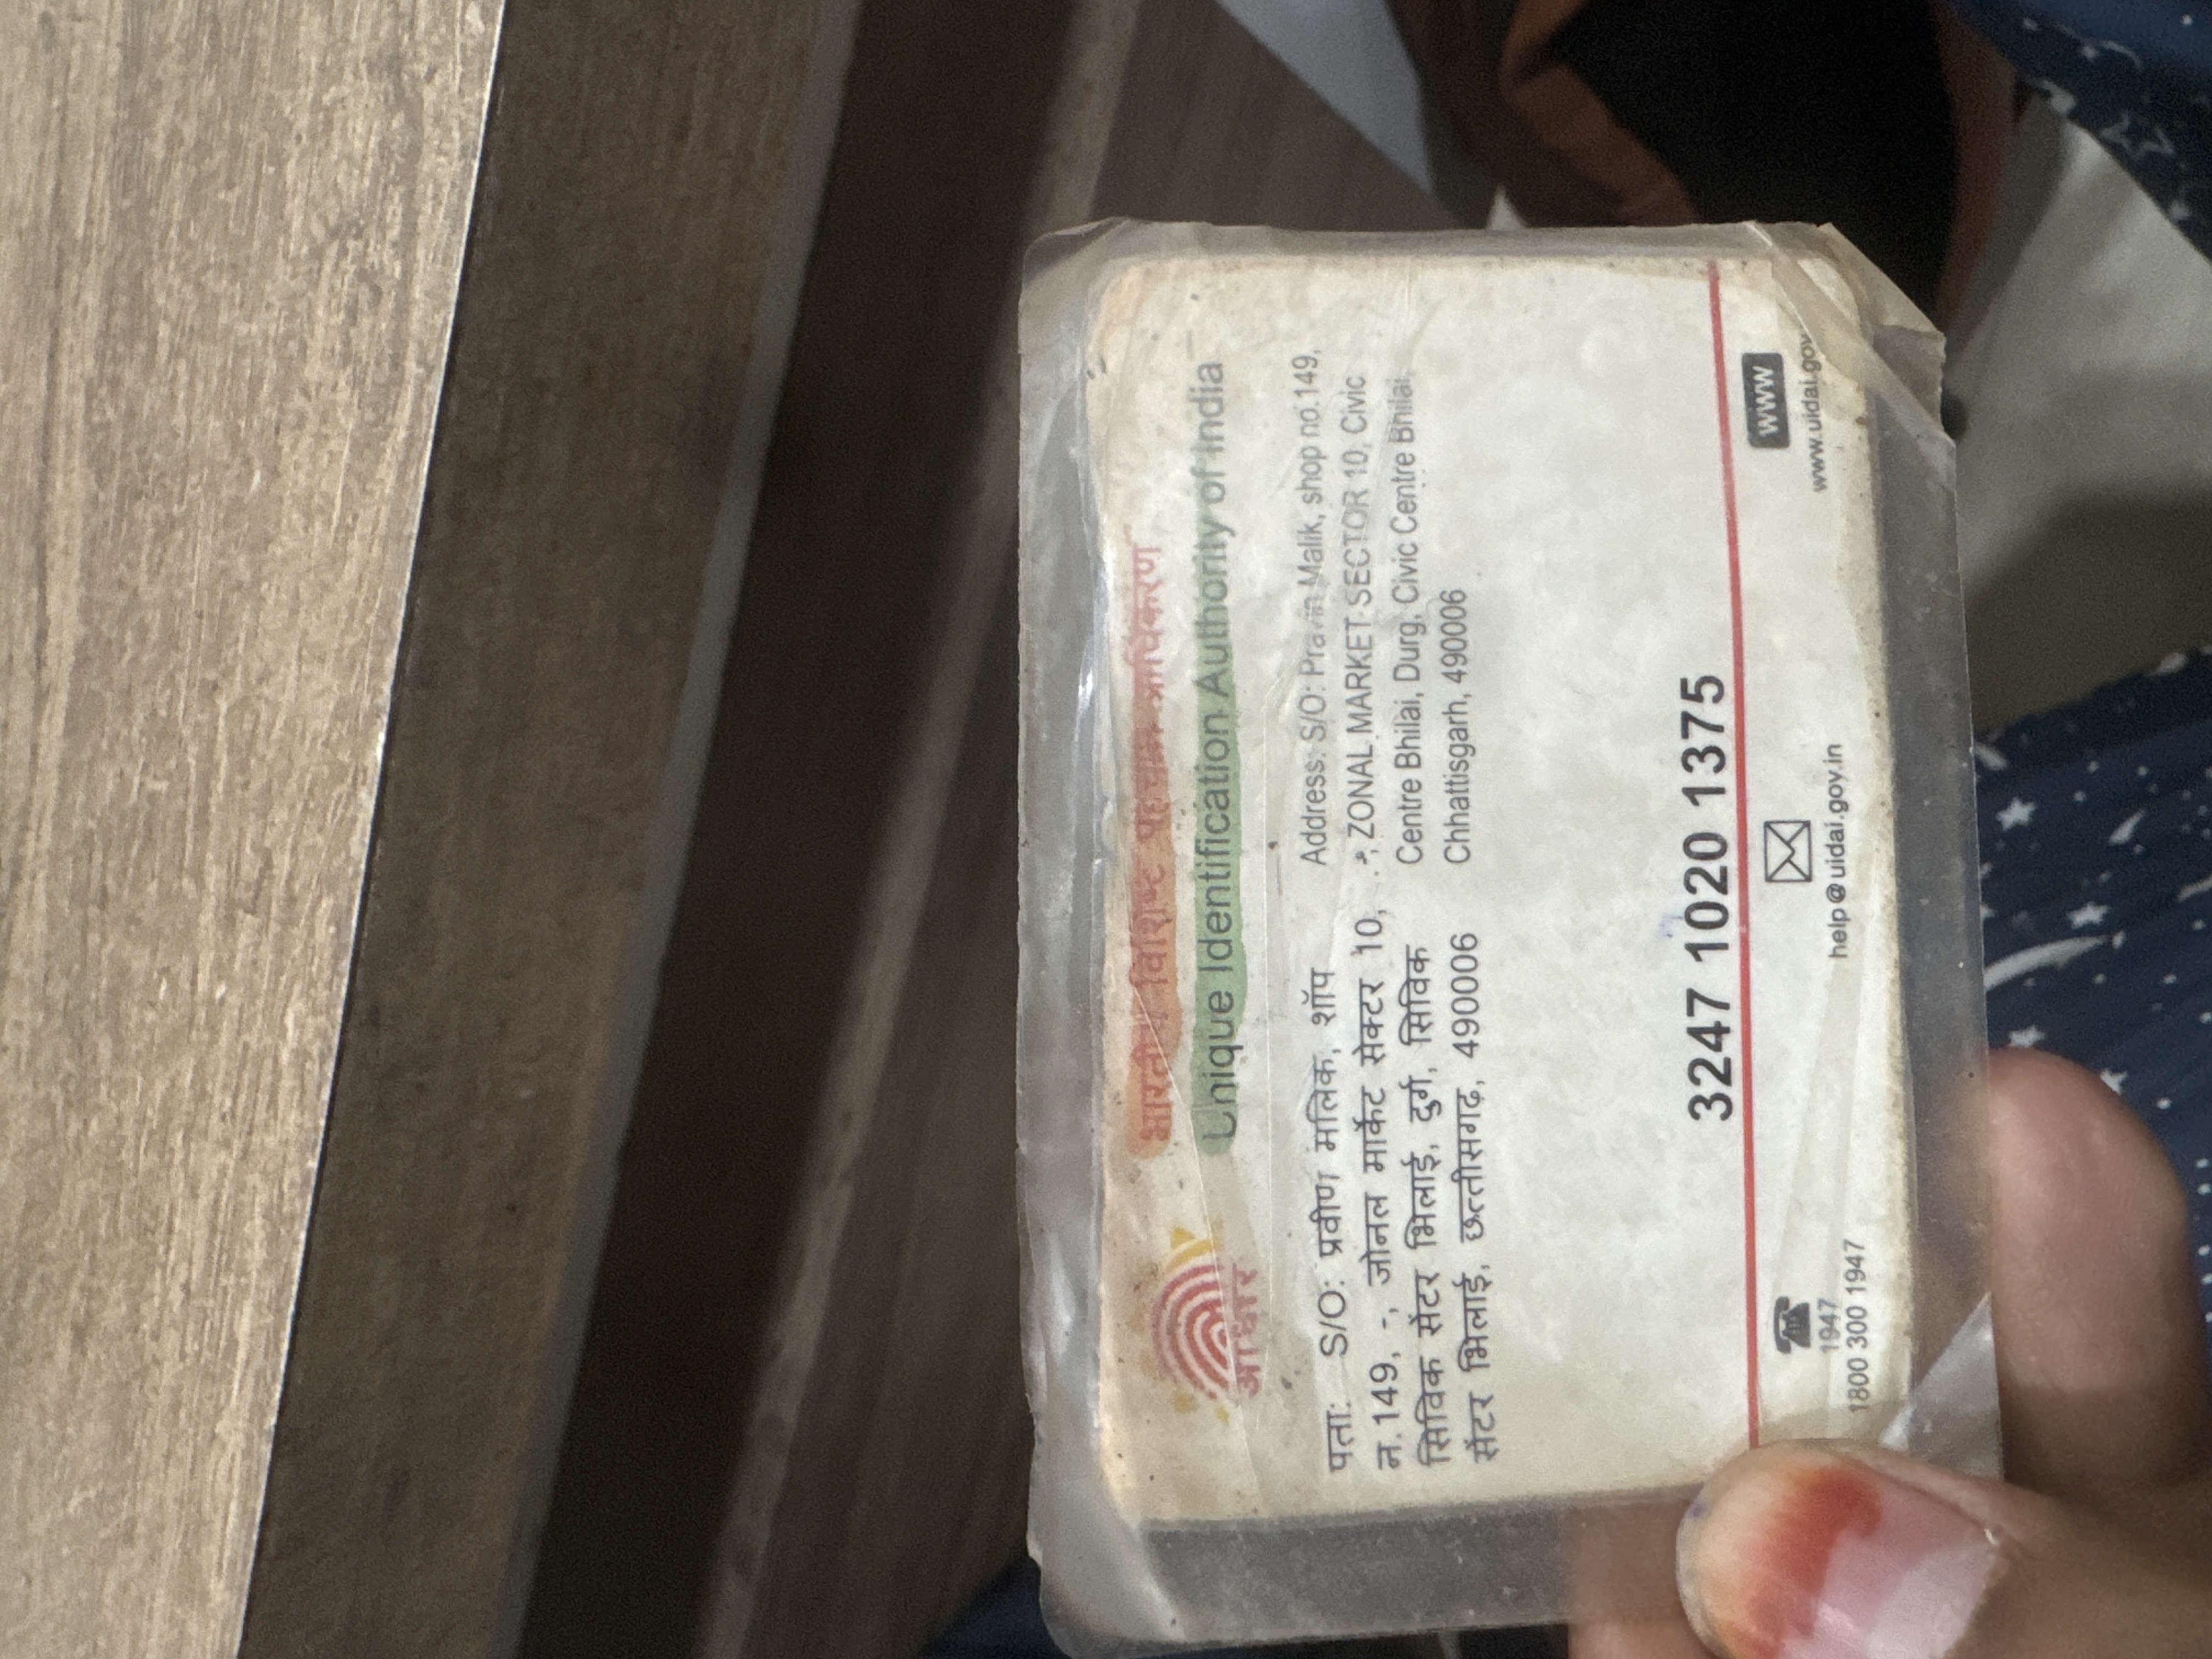 भारतीय विशिष्ट पहचान प्राधिकरण
Unique Identification Authority of India
आधार
पता: S/O: प्रवीण मलिक, शॉप
न.149, -, जोनल मार्केट सेक्टर 10,
सिविक सेंटर भिलाई, दुर्ग, सिविक
सेंटर भिलाई, छत्तीसगढ़, 490006
Address: S/O: Pravin Malik, shop no.149,
-, ZONAL MARKET SECTOR 10, Civic
Centre Bhilai, Durg, Civic Centre Bhilai,
Chhattisgarh, 490006
3247 1020 1375
1947
1800 300 1947
help@uidai.gov.in
WWW
www.uidai.gov